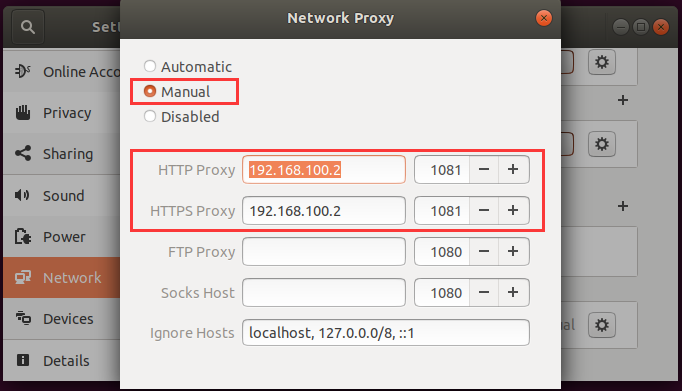 Network Proxy
Online Acco
Privacy
Sharing
Sound
Power
Network
Devices
Details
Automatic
Manual
Disabled
HTTP Proxy 192.168.100.2 1081 − +
HTTPS Proxy 192.168.100.2 1081 − +
FTP Proxy 1080 − +
Socks Host 1080 − +
Ignore Hosts localhost, 127.0.0.0/8, ::1